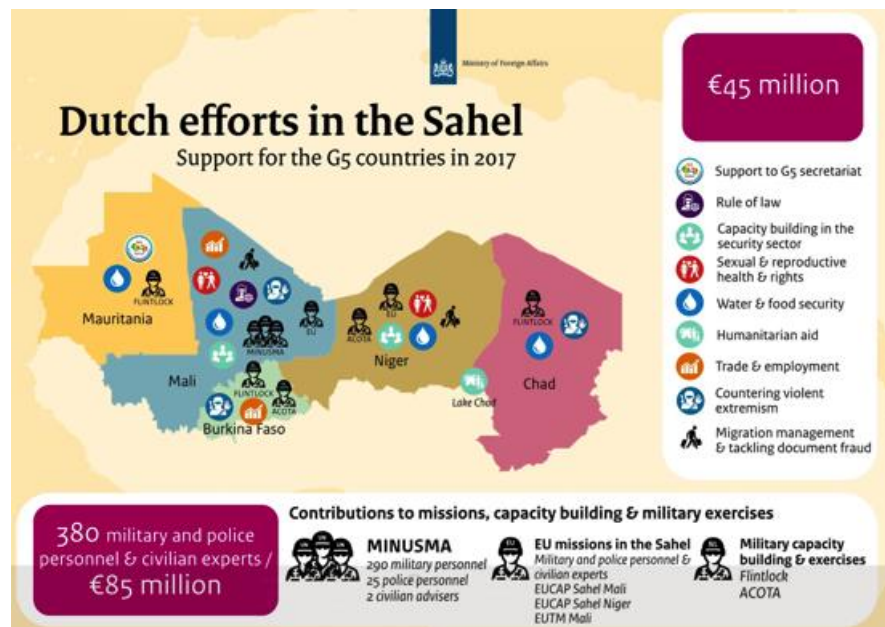 Ministry of Foreign Affairs
Dutch efforts in the Sahel
Support for the G5 countries in 2017
€45 million
Support to G5 secretariat
Rule of law
Capacity building in the
security sector
Sexual & reproductive
health & rights
Water & food security
Humanitarian aid
Trade & employment
Countering violent
extremism
Migration management
& tackling document fraud
FLINTLOCK
Mauritania
MINUSMA
EU
Mali
FLINTLOCK
ACOTA
Burkina Faso
EU
ACOTA
Niger
Lake Chad
FLINTLOCK
Chad
380 military and police
personnel & civilian experts /
€85 million
Contributions to missions, capacity building & military exercises
MINUSMA
290 military personnel
25 police personnel
2 civilian advisers
EU missions in the Sahel
Military and police personnel &
civilian experts
EUCAP Sahel Mali
EUCAP Sahel Niger
EUTM Mali
Military capacity
building & exercises
Flintlock
ACOTA